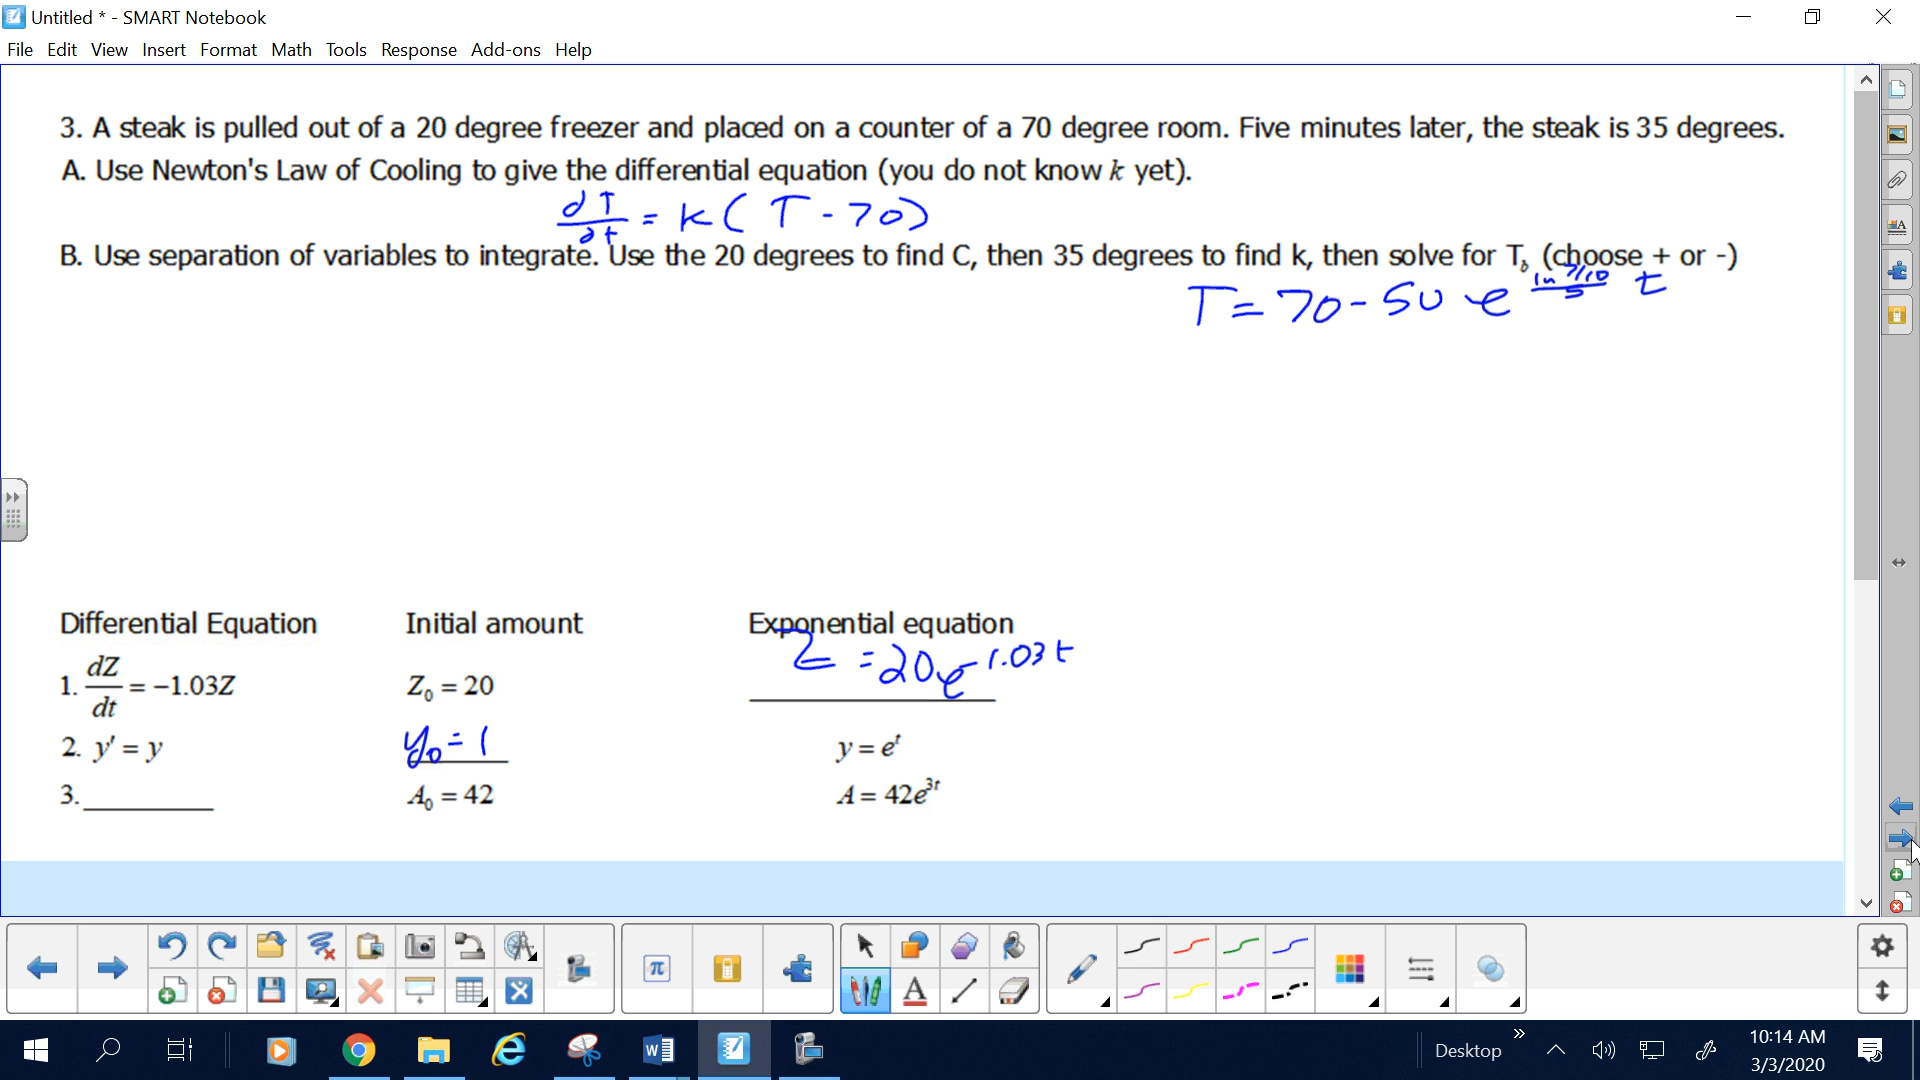 Untitled * - SMART Notebook
File Edit View Insert Format Math Tools Response Add-ons Help
3. A steak is pulled out of a 20 degree freezer and placed on a counter of a 70 degree room. Five minutes later, the steak is 35 degrees.
A. Use Newton's Law of Cooling to give the differential equation (you do not know k yet).
dT/dt = k ( T - 70 )
B. Use separation of variables to integrate. Use the 20 degrees to find C, then 35 degrees to find k, then solve for T, (choose + or -)
T = 70 - 50 e^(ln 7/10 / 5) t
Differential Equation Initial amount Exponential equation
1. dZ/dt = -1.03Z Z₀ = 20 Z = 20e^-1.03t
2. y' = y y₀ = 1 y = e^t
3. A₀ = 42 A = 42e^3t
Desktop
10:14 AM
3/3/2020